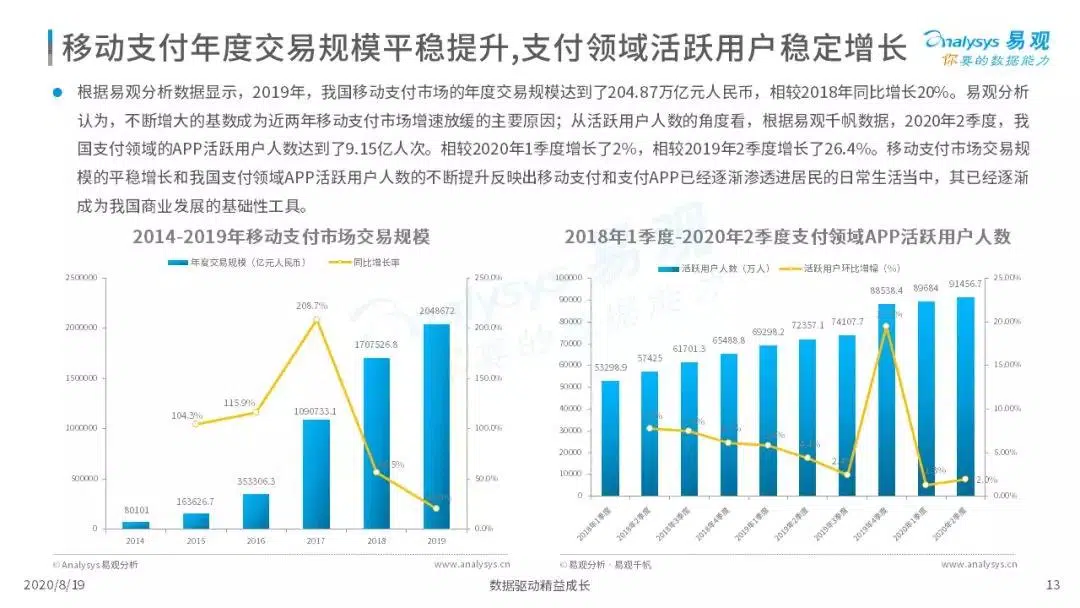 移动支付年度交易规模平稳提升,支付领域活跃用户稳定增长
Analysys 易观
你要的数据能力
根据易观分析数据显示，2019年，我国移动支付市场的年度交易规模达到了204.87万亿元人民币，相较2018年同比增长20%。易观分析
认为，不断增大的基数成为近两年移动支付市场增速放缓的主要原因；从活跃用户人数的角度看，根据易观千帆数据，2020年2季度，我
国支付领域的APP活跃用户人数达到了9.15亿人次。相较2020年1季度增长了2%，相较2019年2季度增长了26.4%。移动支付市场交易规
模的平稳增长和我国支付领域APP活跃用户人数的不断提升反映出移动支付和支付APP已经逐渐渗透进居民的日常生活当中，其已经逐渐
成为我国商业发展的基础性工具。
2014-2019年移动支付市场交易规模
年度交易规模（亿元人民币）
同比增长率
2500000
2000000
1500000
1000000
500000
0
250.0%
200.0%
150.0%
100.0%
50.0%
0.0%
80101
163626.7
353306.3
1090733.1
1707526.8
2048672
104.3%
115.9%
208.7%
2014
2015
2016
2017
2018
2019
©Analysys易观分析
www.analysys.cn
2018年1季度-2020年2季度支付领域APP活跃用户人数
活跃用户人数（万人）
活跃用户环比增幅（%）
100000
90000
80000
70000
60000
50000
40000
30000
20000
10000
0
25.00%
20.00%
15.00%
10.00%
5.00%
0.00%
53298.9
57425
61701.3
65488.8
69298.2
72357.1
74107.7
88538.4
89684
91456.7
2.0%
2018年1季度
2018年2季度
2018年3季度
2018年4季度
2019年1季度
2019年2季度
2019年3季度
2019年4季度
2020年1季度
2020年2季度
©易观分析·易观千帆
www.analysys.cn
2020/8/19
数据驱动精益成长
13